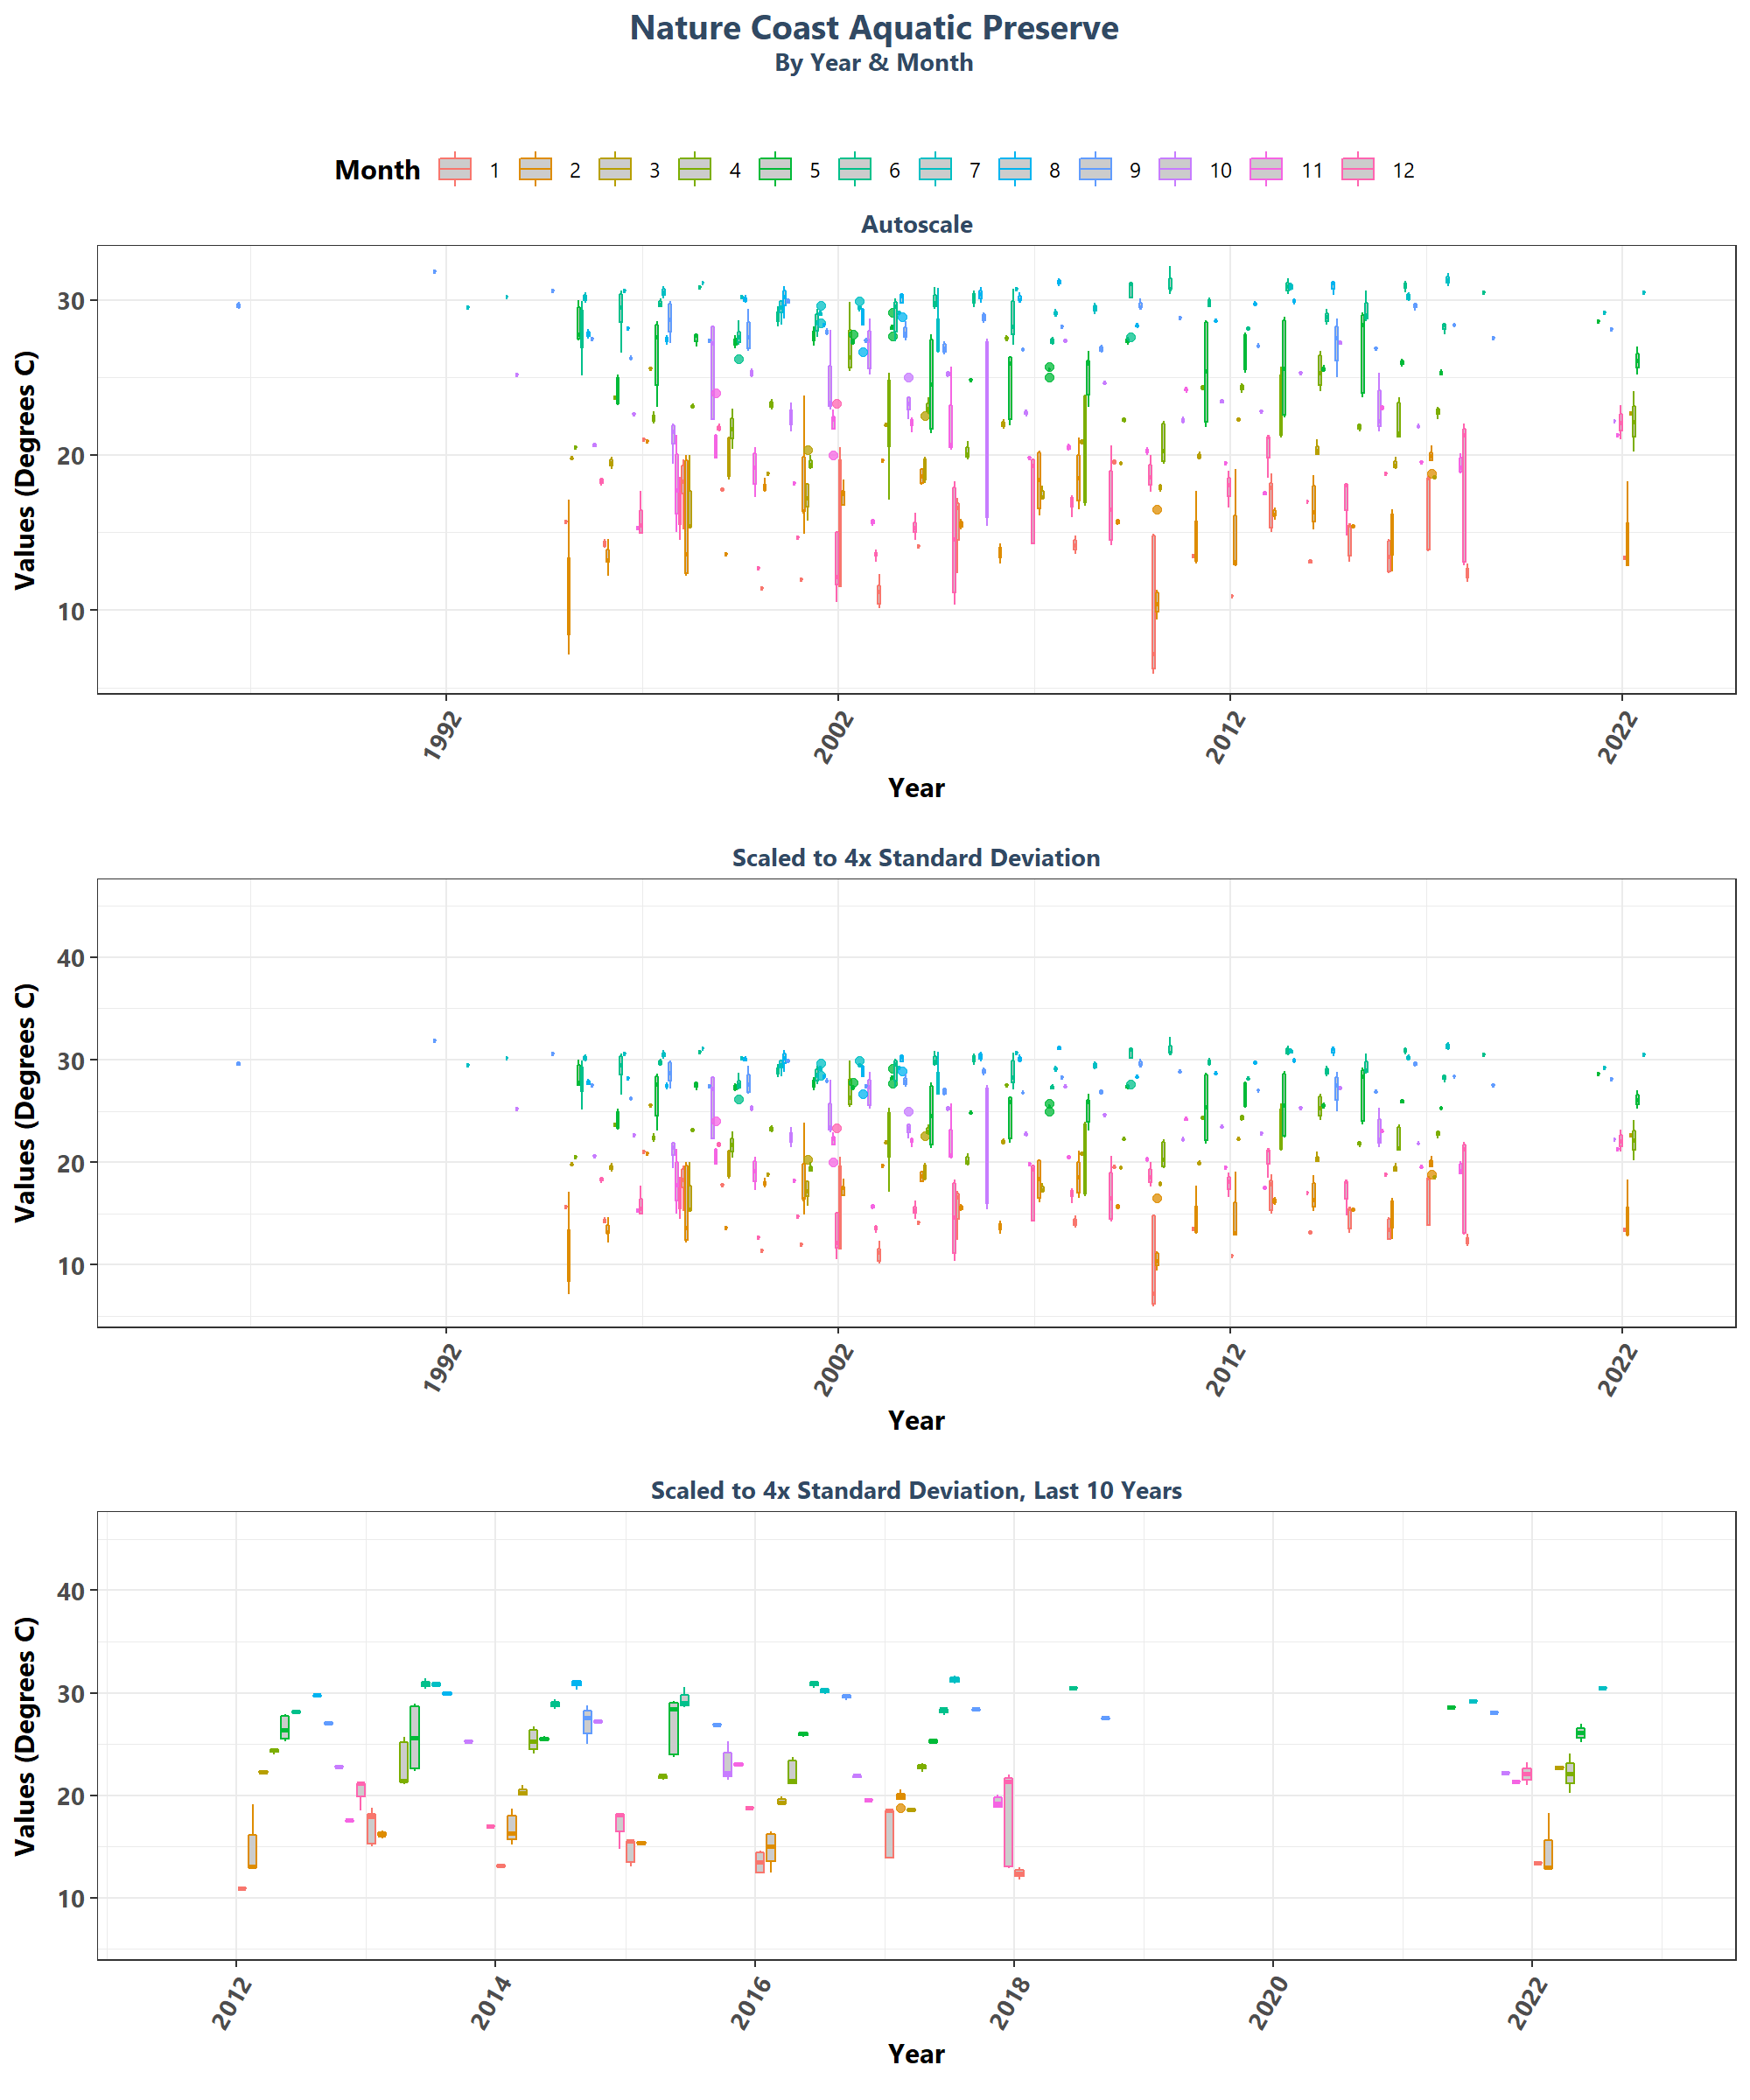 Nature Coast Aquatic Preserve
By Year & Month
Month 1 2 3 4 5 6 7 8 9 10 11 12
Autoscale
Values (Degrees C)
30
20
10
1992 2002 2012 2022
Year
Scaled to 4x Standard Deviation
Values (Degrees C)
40
30
20
10
1992 2002 2012 2022
Year
Scaled to 4x Standard Deviation, Last 10 Years
Values (Degrees C)
40
30
20
10
2012 2014 2016 2018 2020 2022
Year